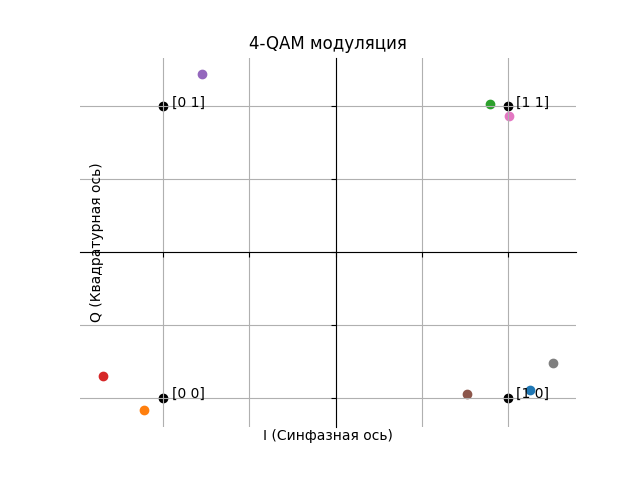 4-QAM модуляция
[0 1]
[1 1]
Q (Квадратурная ось)
[0 0]
[1 0]
I (Синфазная ось)